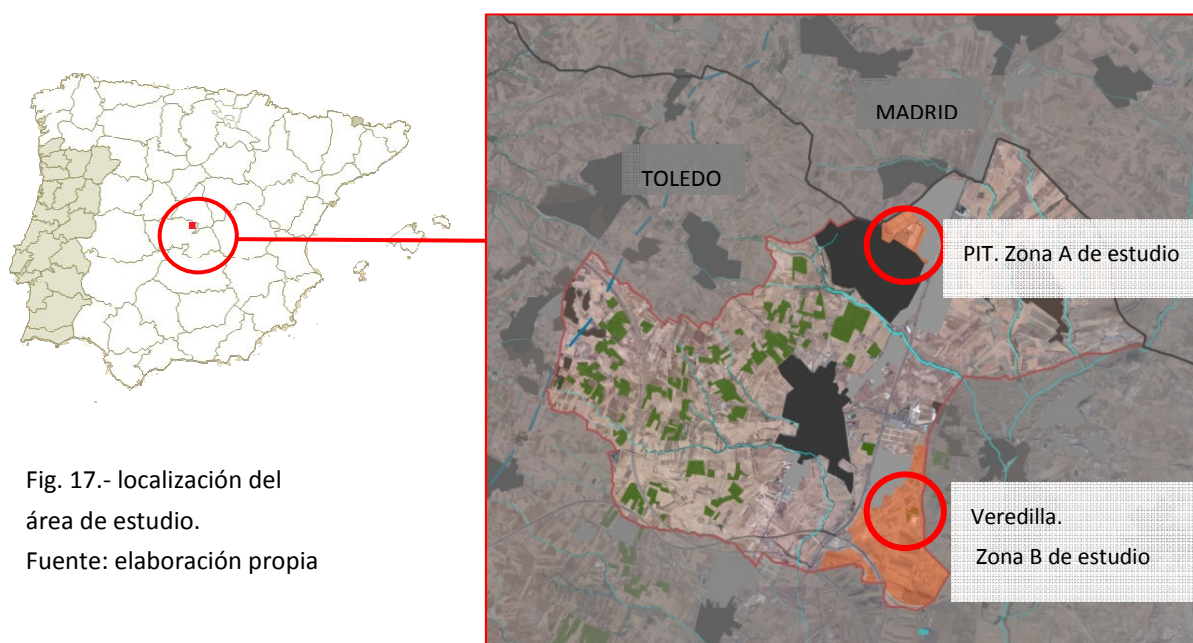 MADRID
TOLEDO
PIT. Zona A de estudio
Veredilla.
Zona B de estudio
Fig. 17.- localización del
área de estudio.
Fuente: elaboración propia